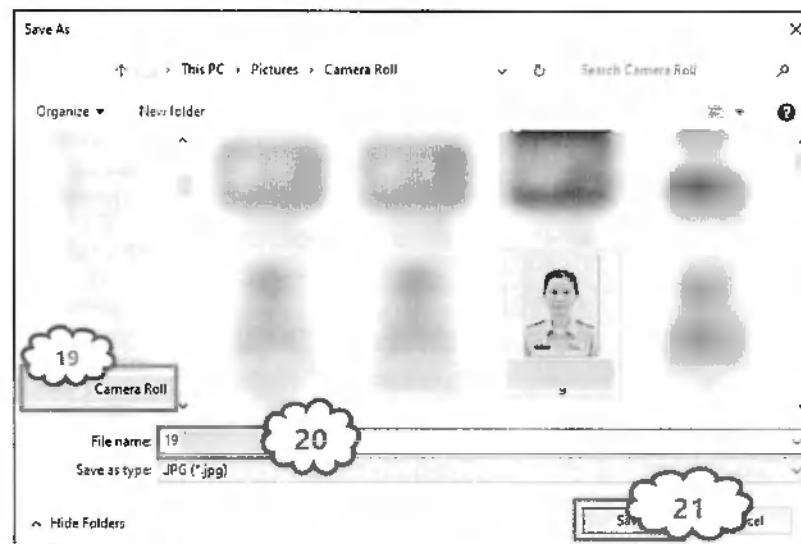 Save As
This PC › Pictures › Camera Roll
Search Camera Roll
Organize
New folder
19
Camera Roll
File name: 19
20
Save as type: JPG (*.jpg)
Hide Folders
21